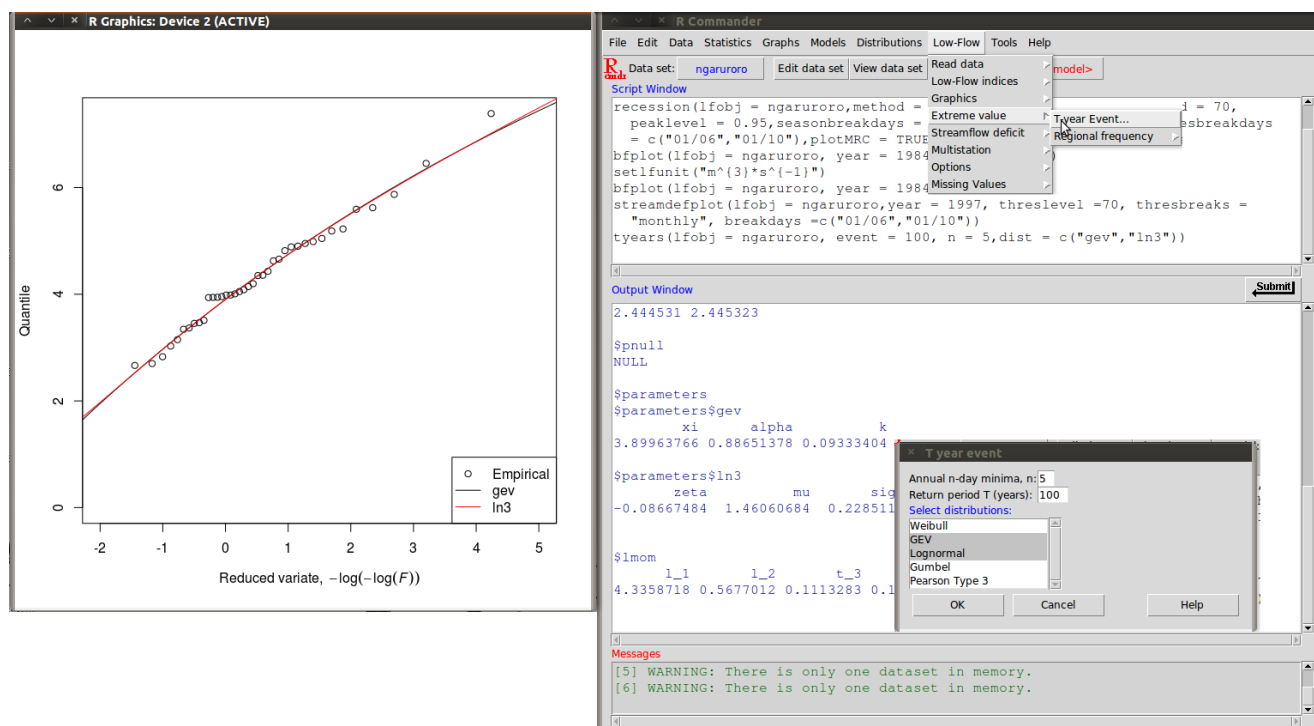 R Graphics: Device 2 (ACTIVE)
Quantile
0
2
4
6
-2
-1
0
1
2
3
4
5
Reduced variate, −log(−log(F))
Empirical
gev
ln3
R Commander
File Edit Data Statistics Graphs Models Distributions Low-Flow Tools Help
R
cmdr
Data set: ngaruroro Edit data set View data set model>
Read data
Low-Flow indices
Graphics
Extreme value
Streamflow deficit
Multistation
Options
Missing Values
T-year Event...
Regional frequency
Script Window
recession(lfobj = ngaruroro,method = i = 70,
peaklevel = 0.95,seasonbreakdays = esbreakdays
= c("01/06","01/10"),plotMRC = TRUE
bfplot(lfobj = ngaruroro, year = 1984 )
setlfunit("m^{3}*s^{-1}")
bfplot(lfobj = ngaruroro, year = 1984
streamdefplot(lfobj = ngaruroro,year = 1997, threslevel =70, thresbreaks =
"monthly", breakdays =c("01/06","01/10"))
tyears(lfobj = ngaruroro, event = 100, n = 5,dist = c("gev","ln3"))
Output Window
Submit
2.444531 2.445323
$pnull
NULL
$parameters
$parameters$gev
xi alpha k
3.89963766 0.88651378 0.09333404
$parameters$ln3
zeta mu sig
-0.08667484 1.46060684 0.228511
$lmom
l_1 l_2 t_3
4.3358718 0.5677012 0.1113283 0.1
T year event
Annual n-day minima, n: 5
Return period T (years): 100
Select distributions:
Weibull
GEV
Lognormal
Gumbel
Pearson Type 3
OK Cancel Help
Messages
[5] WARNING: There is only one dataset in memory.
[6] WARNING: There is only one dataset in memory.